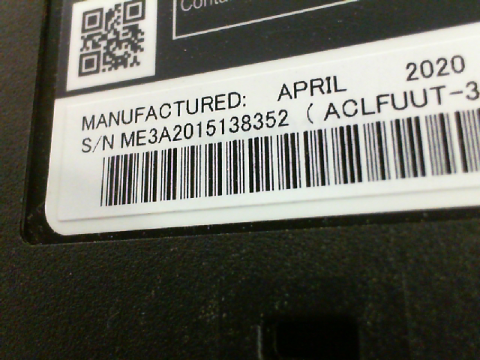 MANUFACTURED: APRIL 2020
S/N ME3A2015138352 ( ACLFUUT-3